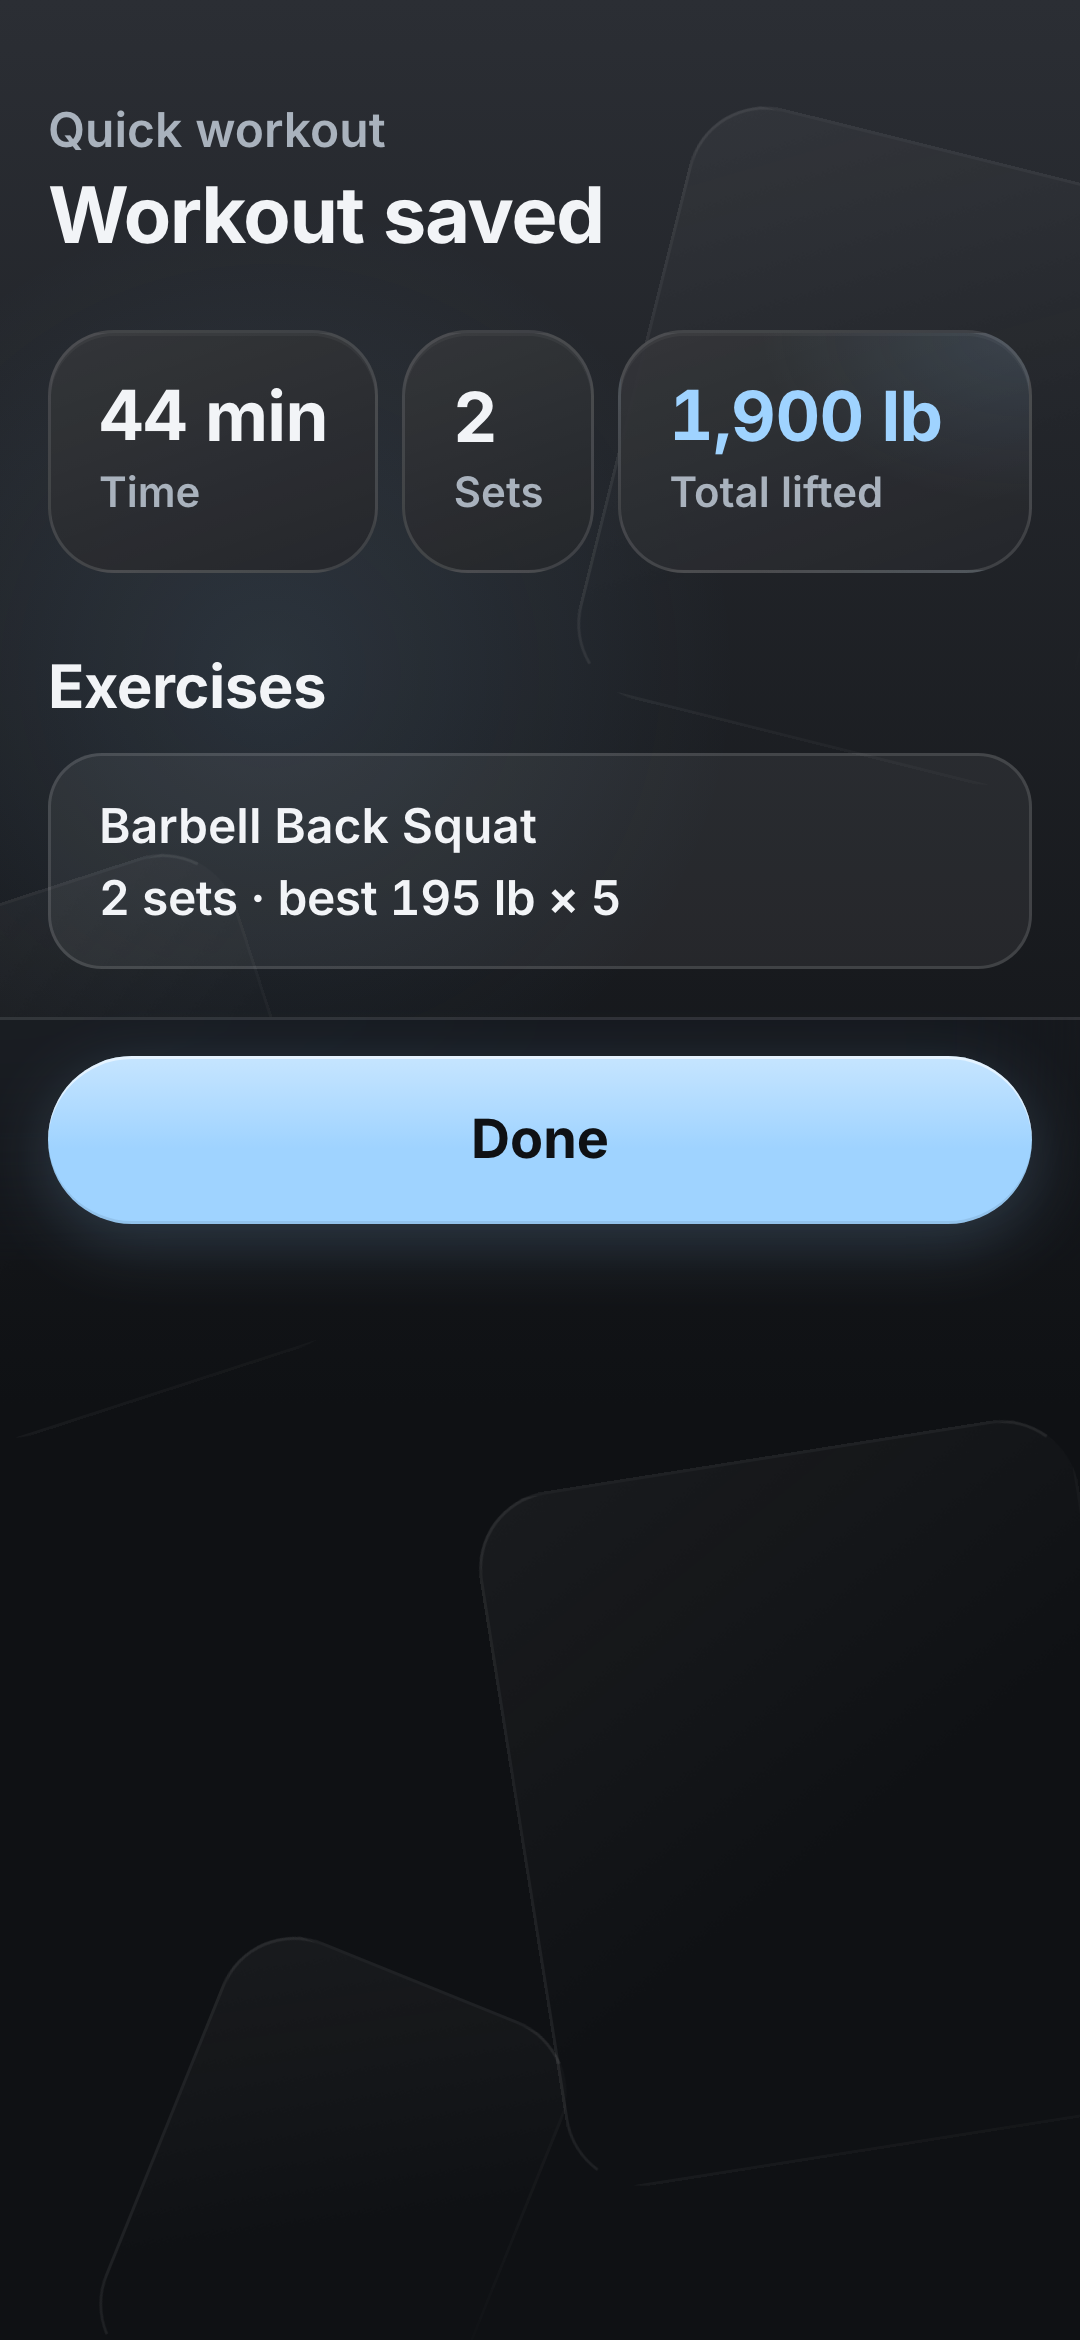 Quick workout
Workout saved
44 min
Time
2
Sets
1,900 lb
Total lifted
Exercises
Barbell Back Squat
2 sets · best 195 lb × 5
Done